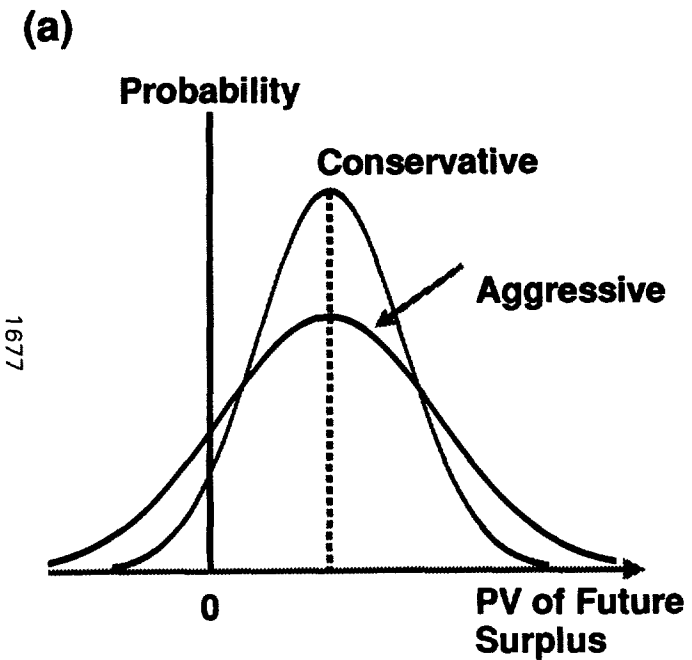 (a)
Probability
Conservative
Aggressive
1677
0
PV of Future
Surplus